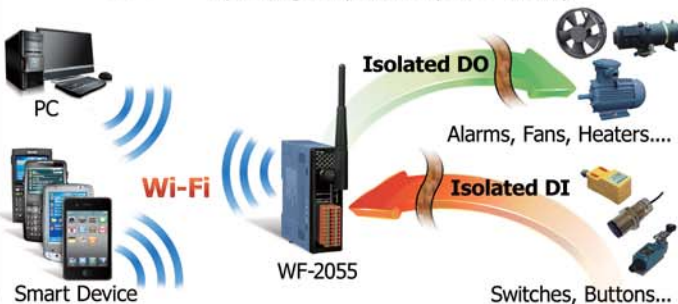 Isolated DO
PC
Alarms, Fans, Heaters....
Wi-Fi
Isolated DI
WF-2055
Smart Device
Switches, Buttons...